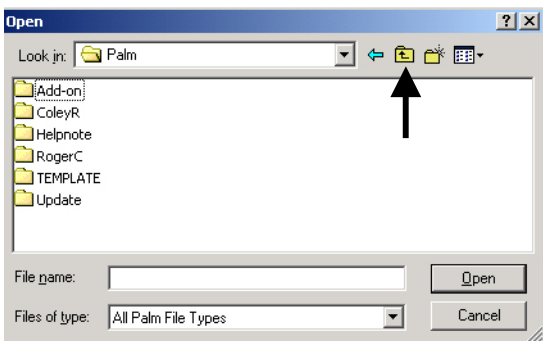 Open
Look in: Palm
Add-on
ColeyR
Helpnote
RogerC
TEMPLATE
Update
File name: Open
Files of type: All Palm File Types Cancel